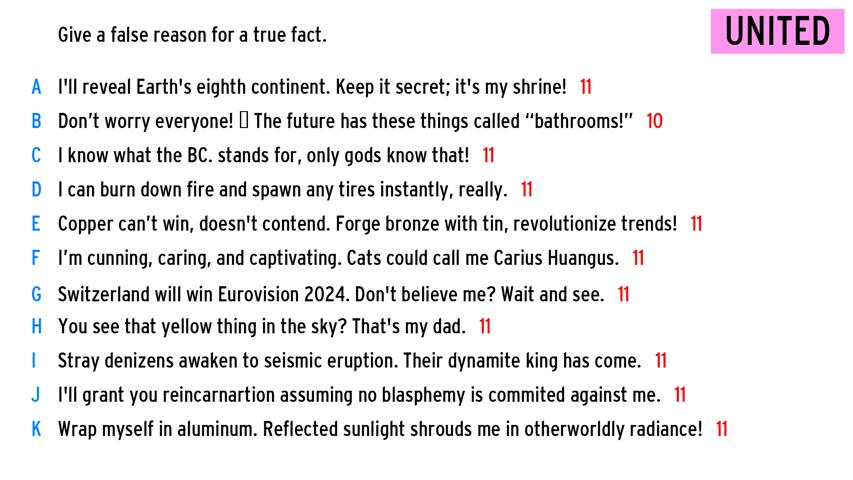 Give a false reason for a true fact.
UNITED
A I'll reveal Earth's eighth continent. Keep it secret; it's my shrine! 11
B Don’t worry everyone! ▯ The future has these things called “bathrooms!” 10
C I know what the BC. stands for, only gods know that! 11
D I can burn down fire and spawn any tires instantly, really. 11
E Copper can’t win, doesn't contend. Forge bronze with tin, revolutionize trends! 11
F I’m cunning, caring, and captivating. Cats could call me Carius Huangus. 11
G Switzerland will win Eurovision 2024. Don't believe me? Wait and see. 11
H You see that yellow thing in the sky? That's my dad. 11
I Stray denizens awaken to seismic eruption. Their dynamite king has come. 11
J I'll grant you reincarnartion assuming no blasphemy is commited against me. 11
K Wrap myself in aluminum. Reflected sunlight shrouds me in otherworldly radiance! 11